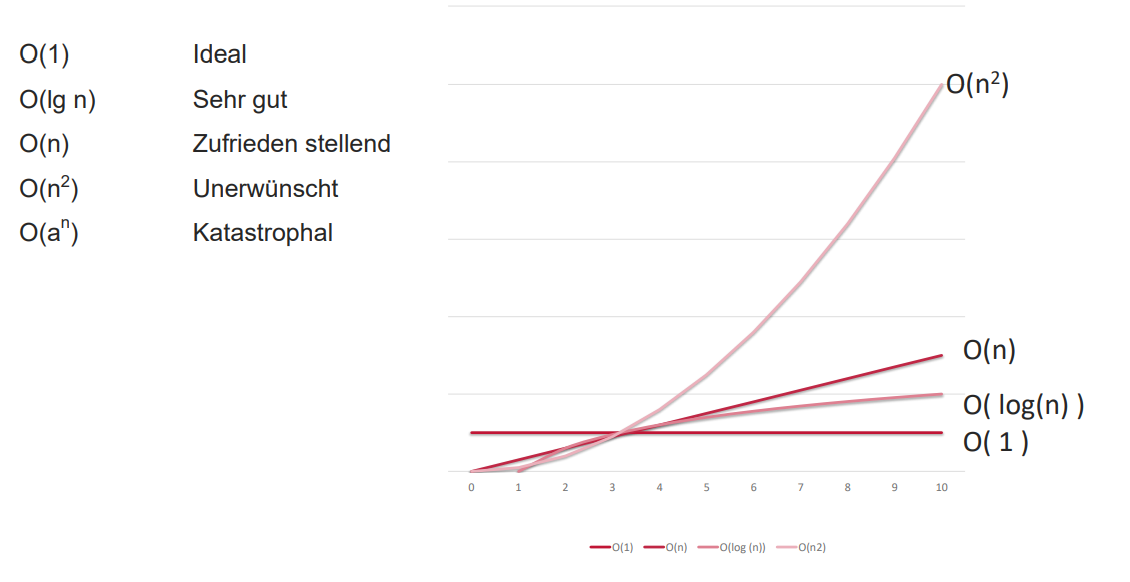 O(1) Ideal
O(lg n) Sehr gut
O(n) Zufrieden stellend
O(n²) Unerwünscht
O(aⁿ) Katastrophal
O(n²)
O(n)
O( log(n) )
O( 1 )
0 1 2 3 4 5 6 7 8 9 10
O(1) O(n) O(log (n)) O(n2)